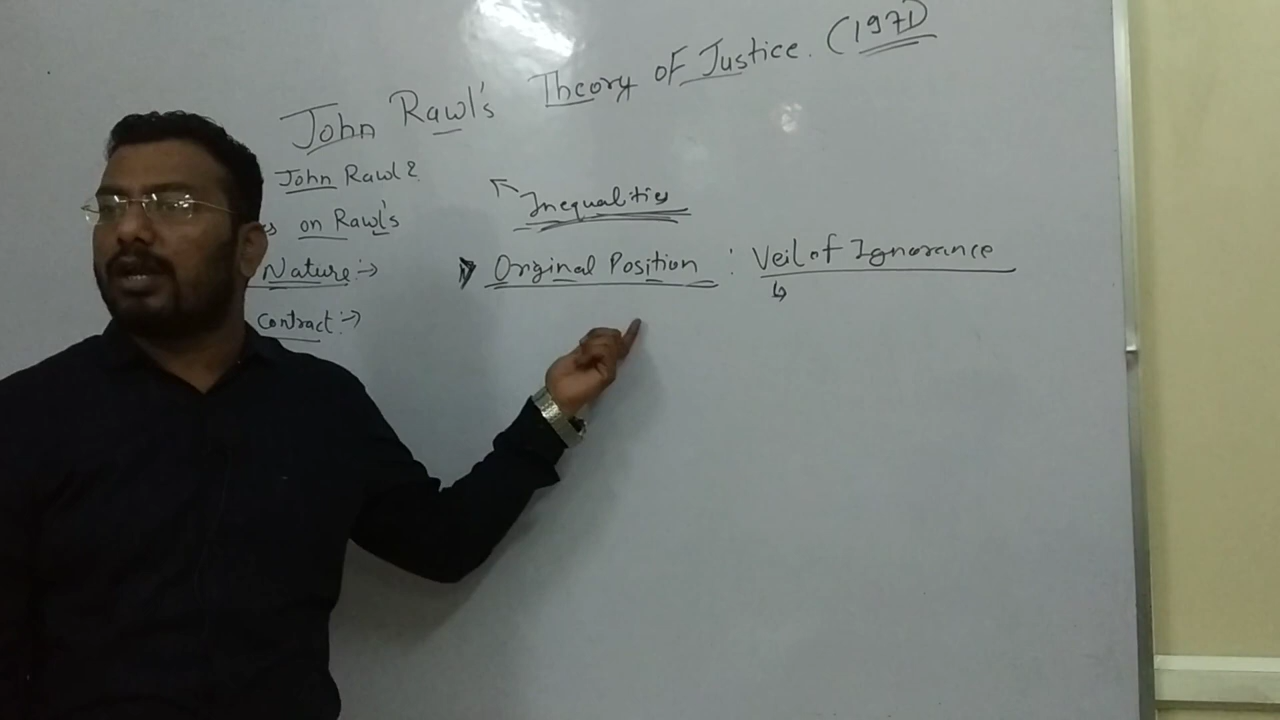 John Rawl's Theory of Justice. (1971)
John Rawl?
on Rawl's
Nature:→
Contract:→
Inequalities
Original Position : Veil of Ignorance